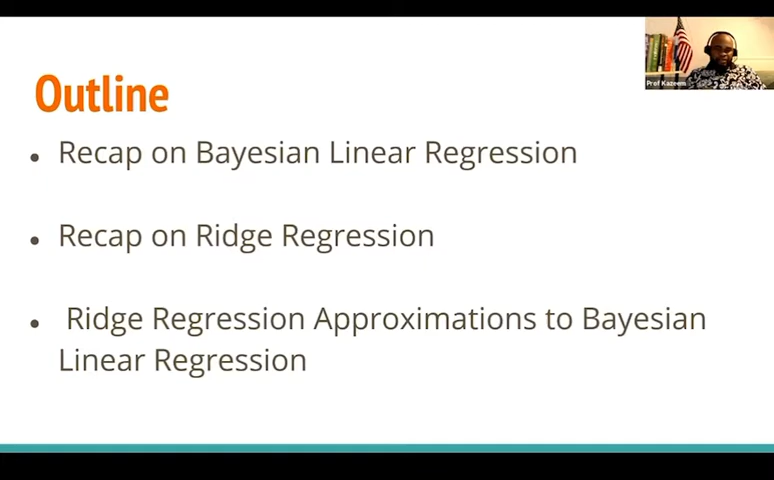 Outline
• Recap on Bayesian Linear Regression
• Recap on Ridge Regression
• Ridge Regression Approximations to Bayesian
Linear Regression
Prof Kazeem